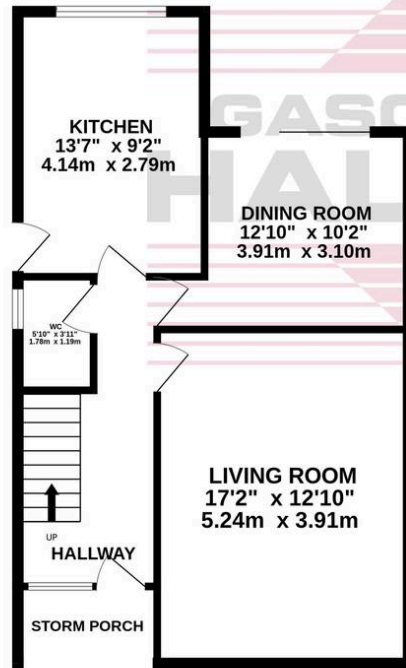 GASC
HAL
KITCHEN
13'7" x 9'2"
4.14m x 2.79m
DINING ROOM
12'10" x 10'2"
3.91m x 3.10m
WC
5'10" x 3'11"
1.78m x 1.19m
LIVING ROOM
17'2" x 12'10"
5.24m x 3.91m
UP
HALLWAY
STORM PORCH